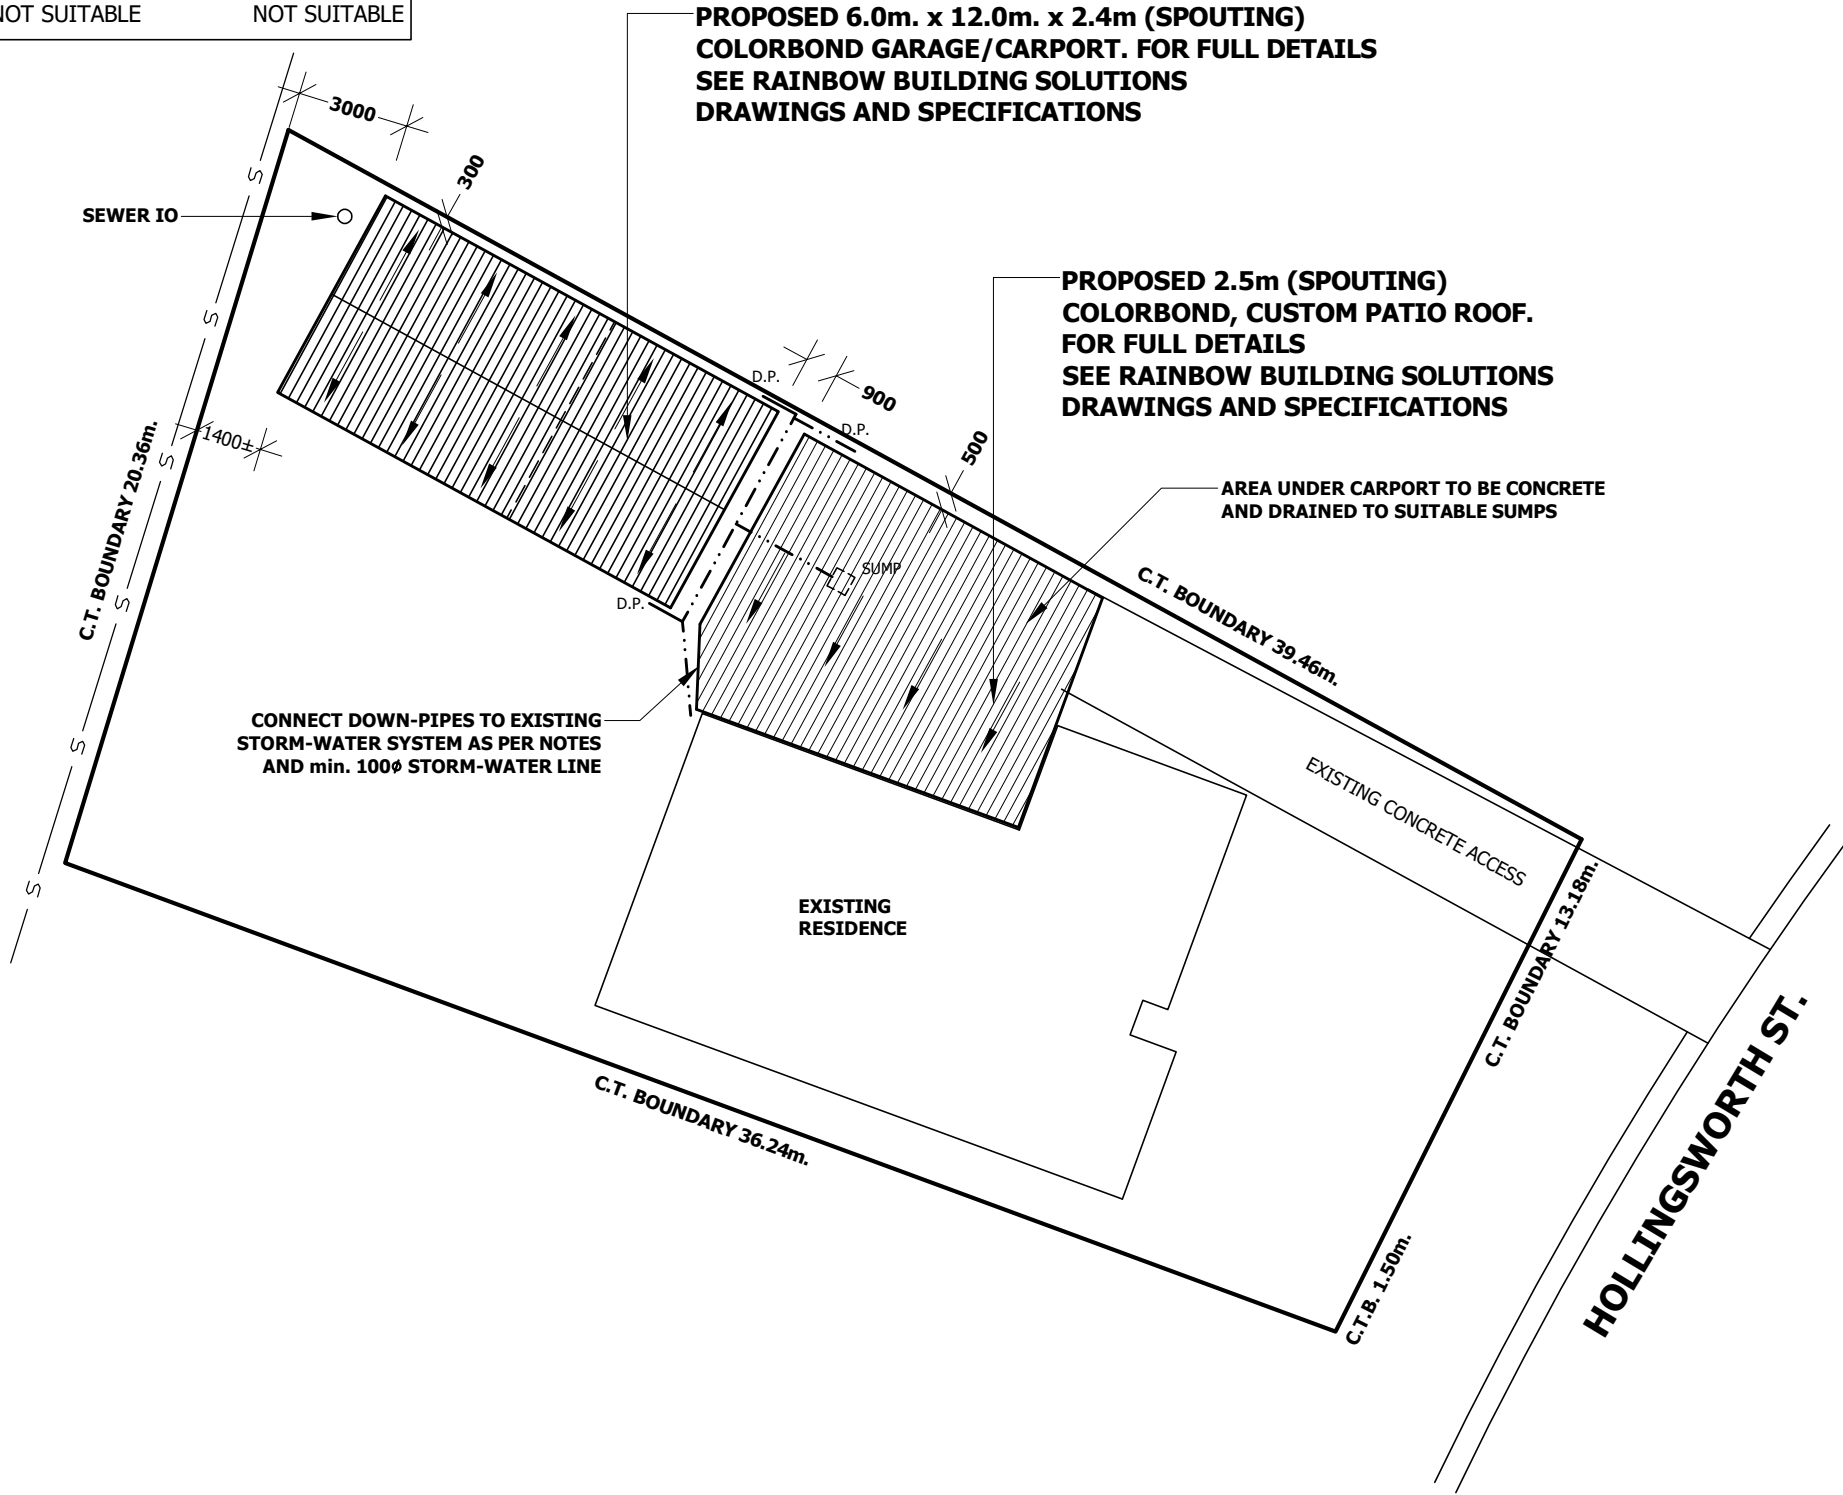 NOT SUITABLE NOT SUITABLE
PROPOSED 6.0m. x 12.0m. x 2.4m (SPOUTING)
COLORBOND GARAGE/CARPORT. FOR FULL DETAILS
SEE RAINBOW BUILDING SOLUTIONS
DRAWINGS AND SPECIFICATIONS
3000
300
SEWER IO
S
S
S
S
S
S
PROPOSED 2.5m (SPOUTING)
COLORBOND, CUSTOM PATIO ROOF.
FOR FULL DETAILS
SEE RAINBOW BUILDING SOLUTIONS
DRAWINGS AND SPECIFICATIONS
D.P.
900
D.P.
500
1400±
C.T. BOUNDARY 20.36m.
AREA UNDER CARPORT TO BE CONCRETE
AND DRAINED TO SUITABLE SUMPS
SUMP
D.P.
C.T. BOUNDARY 39.46m.
CONNECT DOWN-PIPES TO EXISTING
STORM-WATER SYSTEM AS PER NOTES
AND min. 100ϕ STORM-WATER LINE
EXISTING CONCRETE ACCESS
EXISTING
RESIDENCE
C.T. BOUNDARY 13.18m.
C.T. BOUNDARY 36.24m.
C.T.B. 1.50m.
HOLLINGSWORTH ST.